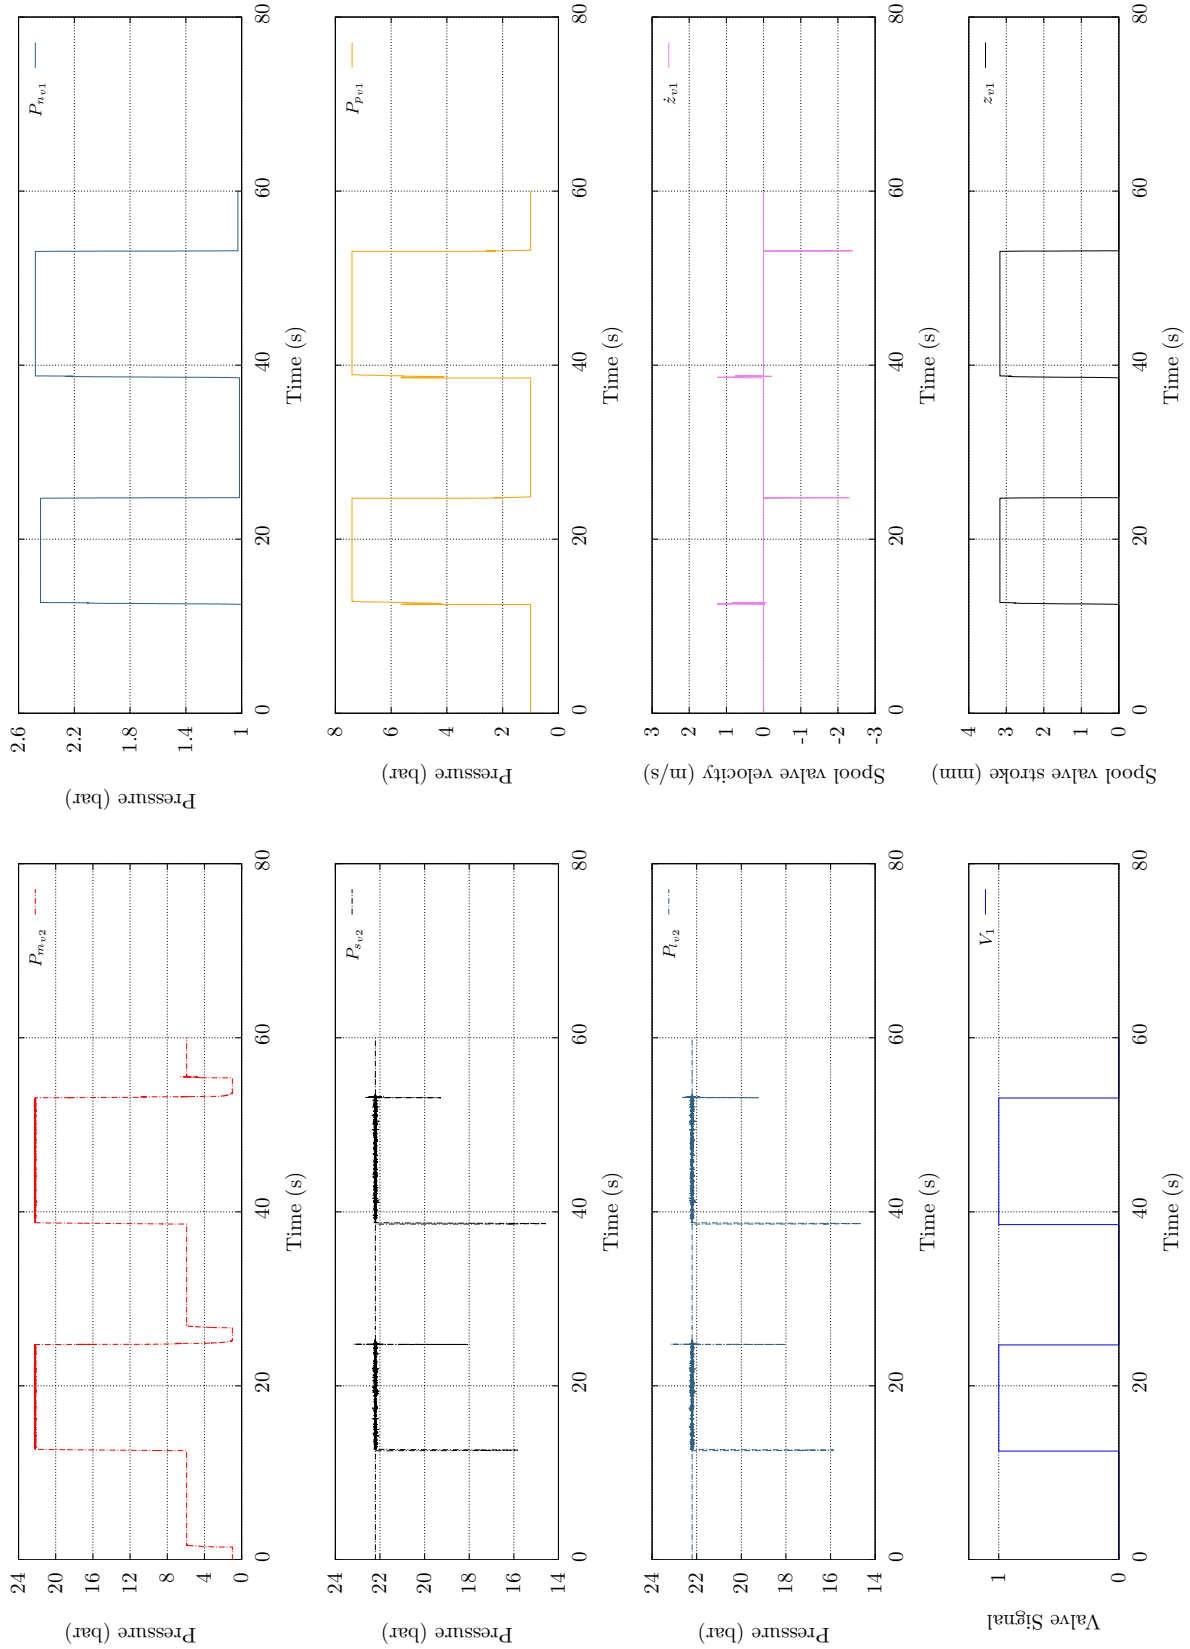 Pressure (bar)
24
20
16
12
8
4
0
P_{m_{v2}}
0 20 40 60 80
Time (s)
Pressure (bar)
2.6
2.2
1.8
1.4
1
P_{n_{v1}}
0 20 40 60 80
Time (s)
Pressure (bar)
24
22
20
18
16
14
P_{s_{v2}}
0 20 40 60 80
Time (s)
Pressure (bar)
8
6
4
2
0
P_{p_{v1}}
0 20 40 60 80
Time (s)
Pressure (bar)
24
22
20
18
16
14
P_{l_{v2}}
0 20 40 60 80
Time (s)
Spool valve velocity (m/s)
3
2
1
0
-1
-2
-3
ż_{v1}
0 20 40 60 80
Time (s)
Valve Signal
1
0
V_1
0 20 40 60 80
Time (s)
Spool valve stroke (mm)
4
3
2
1
0
z_{v1}
0 20 40 60 80
Time (s)